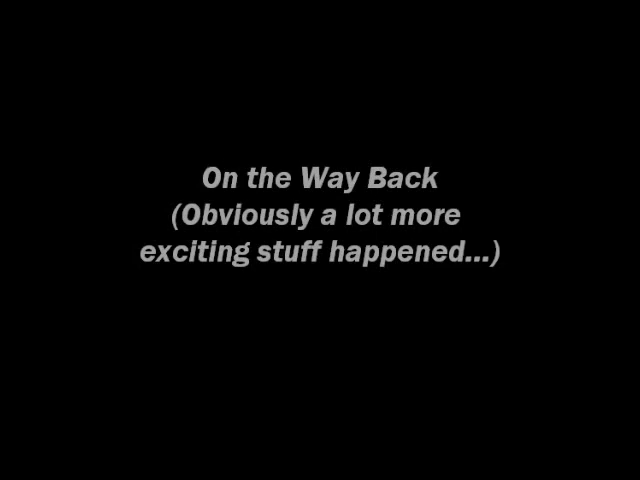 On the Way Back
(Obviously a lot more
exciting stuff happened...)